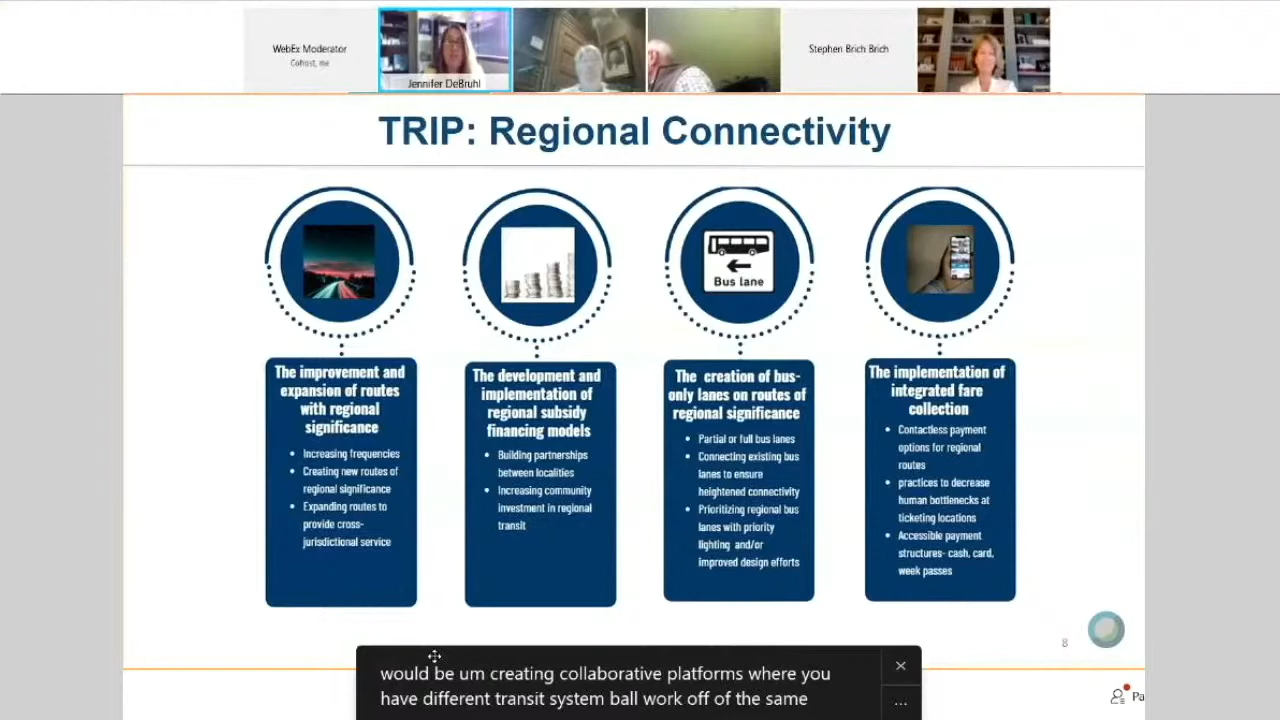 WebEx Moderator
Cohost, me
Jennifer DeBruhl
Stephen Brich Brich
TRIP: Regional Connectivity
Bus lane
The improvement and
expansion of routes
with regional
significance
• Increasing frequencies
• Creating new routes of
regional significance
• Expanding routes to
provide cross-
jurisdictional service
The development and
implementation of
regional subsidy
financing models
• Building partnerships
between localities
• Increasing community
investment in regional
transit
The creation of bus-
only lanes on routes of
regional significance
• Partial or full bus lanes
• Connecting existing bus
lanes to ensure
heightened connectivity
• Prioritizing regional bus
lanes with priority
lighting and/or
improved design efforts
The implementation of
integrated fare
collection
• Contactless payment
options for regional
routes
• practices to decrease
human bottlenecks at
ticketing locations
• Accessible payment
structures- cash, card,
week passes
8
would be um creating collaborative platforms where you
have different transit system ball work off of the same
Pa